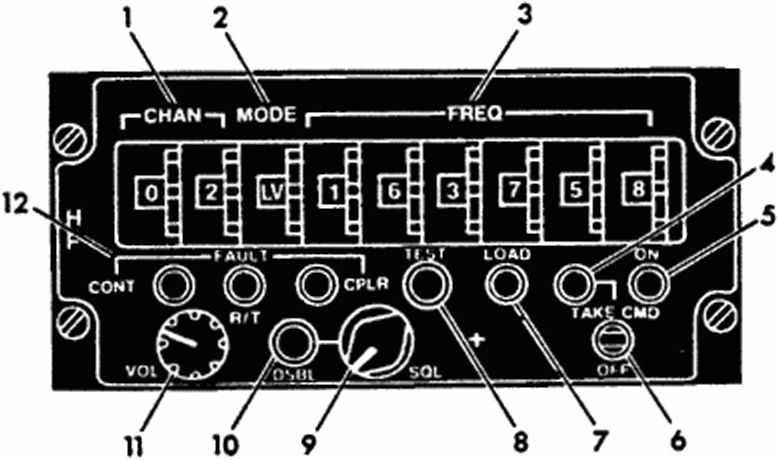 1 2 3
CHAN MODE FREQ
0 2 LV 1 6 3 7 5 8
4
5
12
H
F
FAULT TEST LOAD ON
CONT CPLR
R/T TAKE CMD
VOL DSBL SQL + OFF
11 10 9 8 7 6